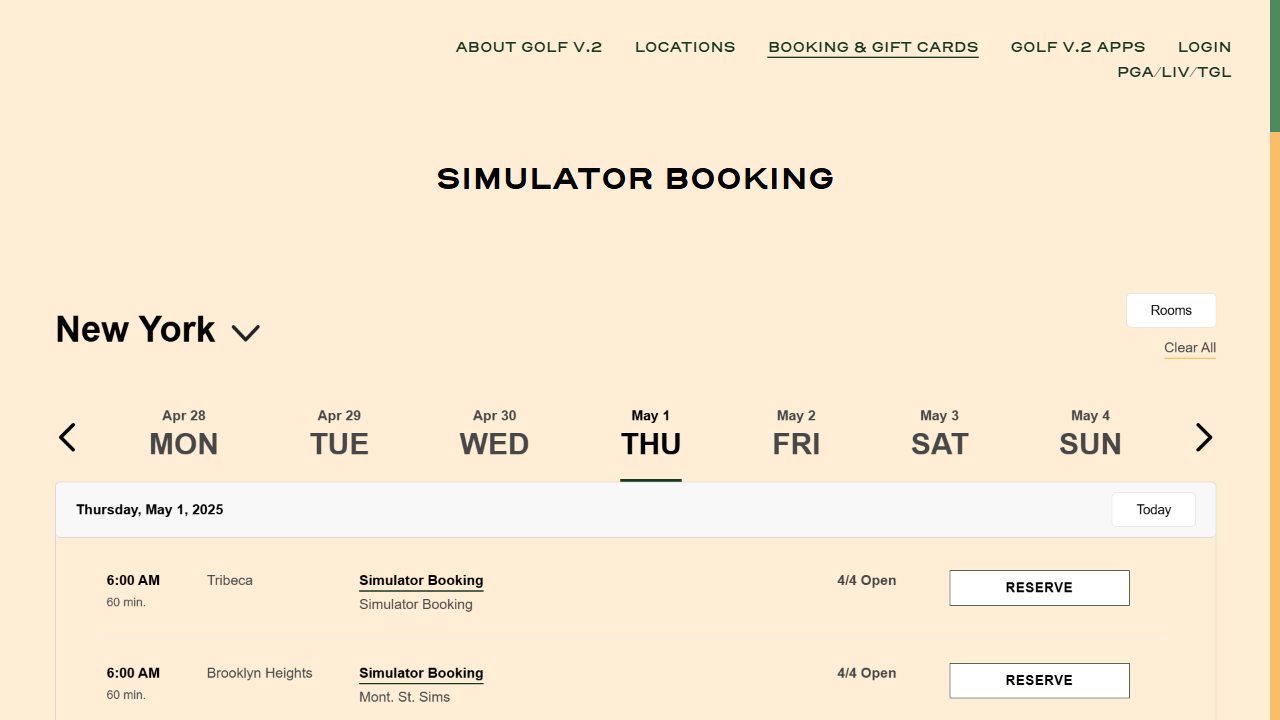 ABOUT GOLF V.2
LOCATIONS
BOOKING & GIFT CARDS
GOLF V.2 APPS
LOGIN
PGA/LIV/TGL
SIMULATOR BOOKING
New York
Rooms
Clear All
Apr 28
MON
Apr 29
TUE
Apr 30
WED
May 1
THU
May 2
FRI
May 3
SAT
May 4
SUN
Thursday, May 1, 2025
Today
6:00 AM
60 min.
Tribeca
Simulator Booking
Simulator Booking
4/4 Open
RESERVE
6:00 AM
60 min.
Brooklyn Heights
Simulator Booking
Mont. St. Sims
4/4 Open
RESERVE